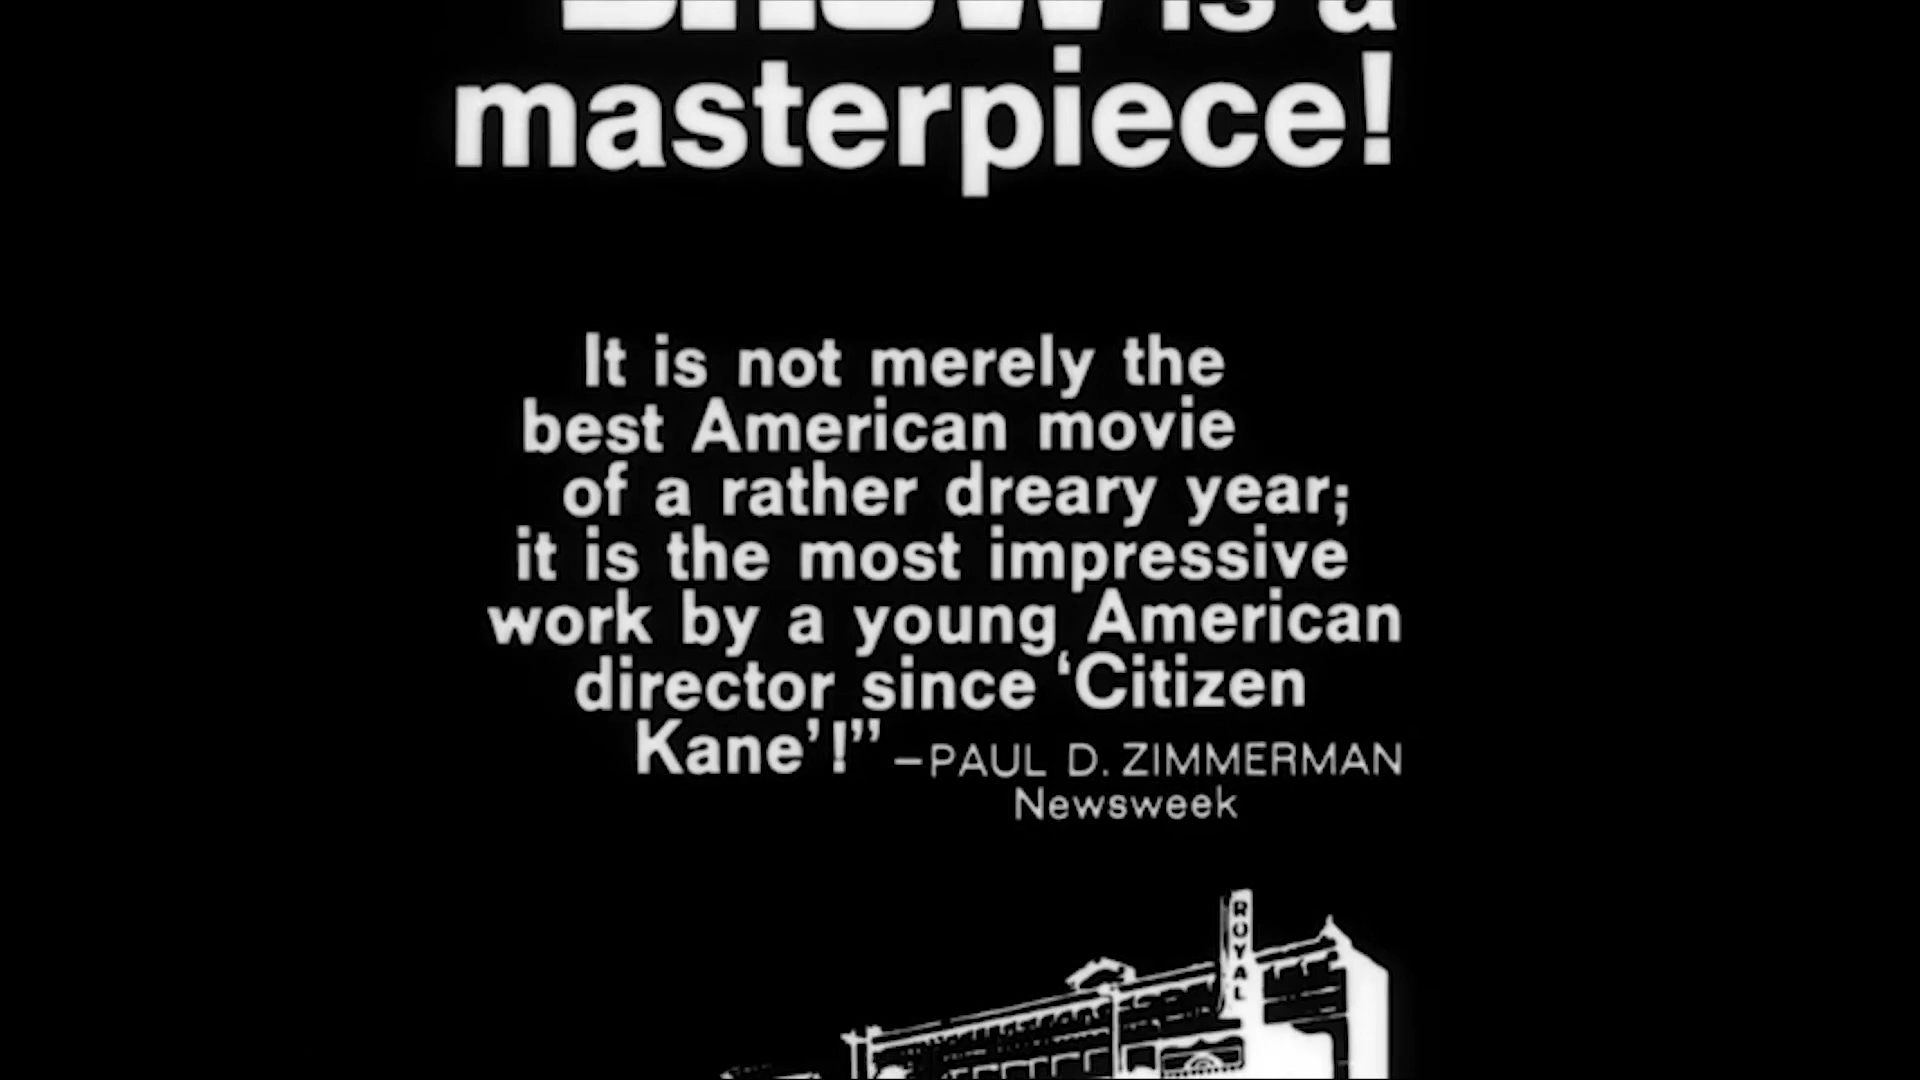 is a
masterpiece!
It is not merely the
best American movie
of a rather dreary year;
it is the most impressive
work by a young American
director since ‘Citizen
Kane’!” –PAUL D. ZIMMERMAN
Newsweek
ROYAL